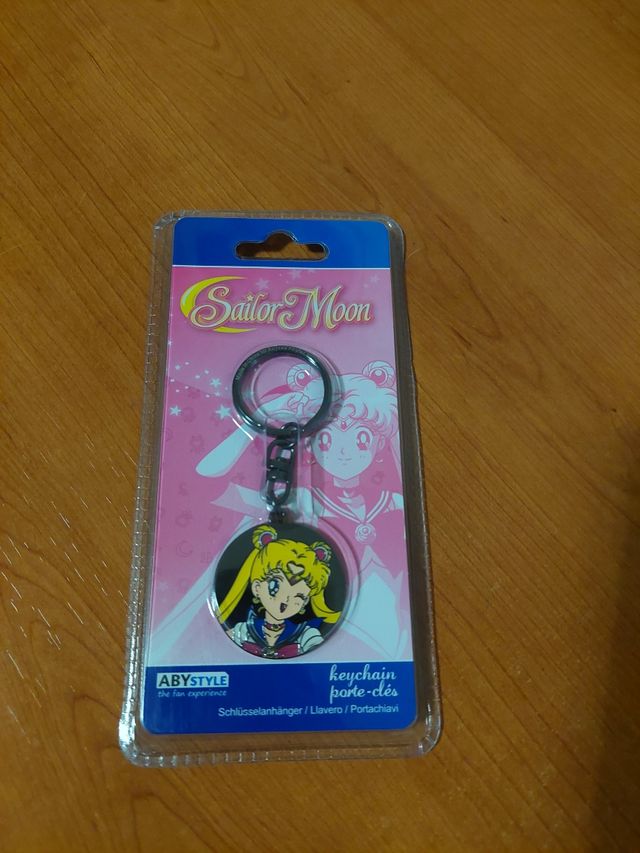 Sailor Moon
ABYSTYLE
the fan experience
keychain
porte-clés
Schlüsselanhänger / Llavero / Portachiavi